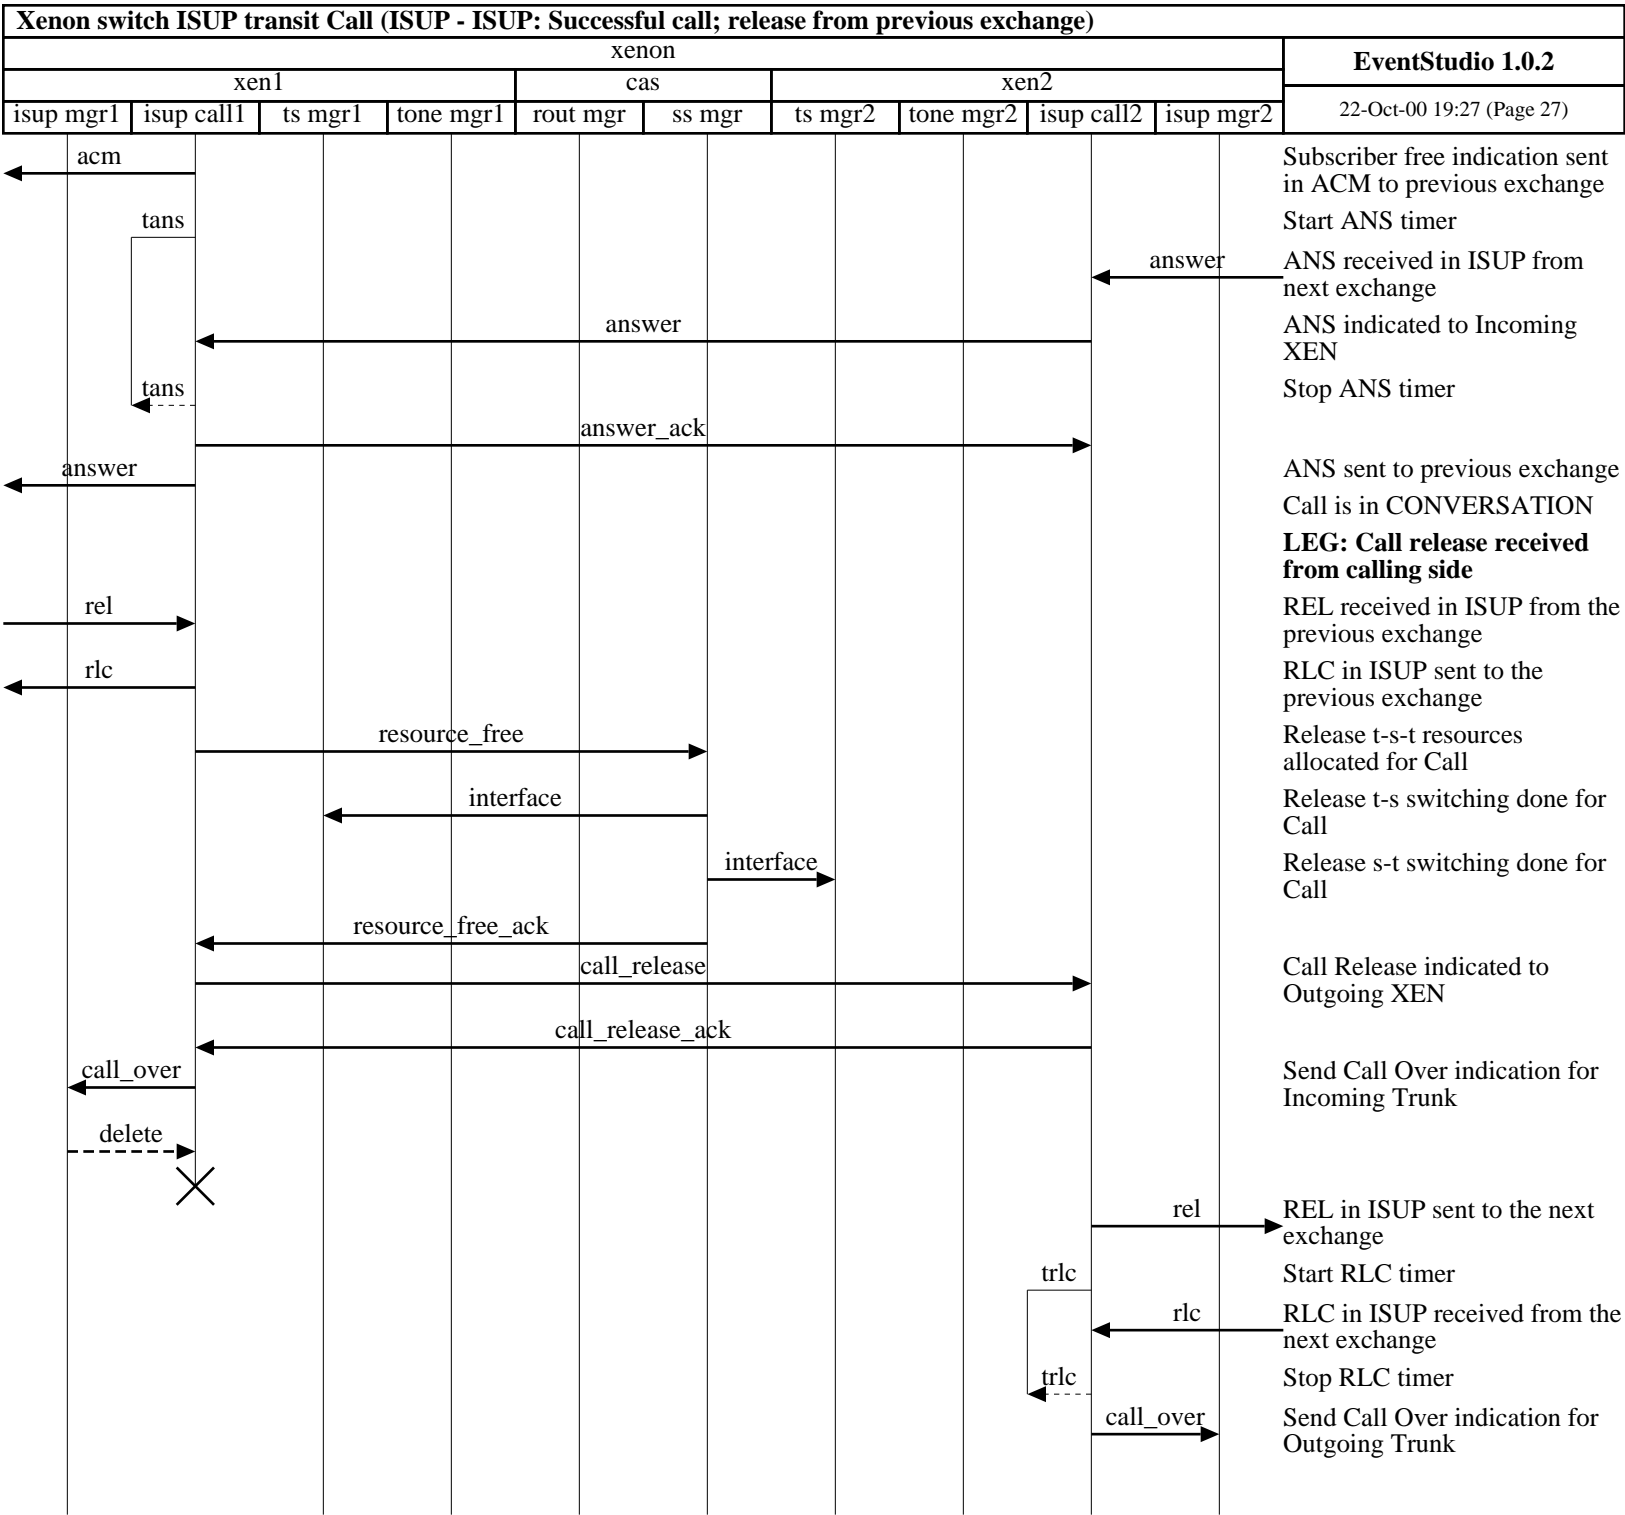 Xenon switch ISUP transit Call (ISUP - ISUP: Successful call; release from previous exchange)
xenon
EventStudio 1.0.2
xen1
cas
xen2
22-Oct-00 19:27 (Page 27)
isup mgr1
isup call1
ts mgr1
tone mgr1
rout mgr
ss mgr
ts mgr2
tone mgr2
isup call2
isup mgr2
acm
Subscriber free indication sent
in ACM to previous exchange
tans
Start ANS timer
answer
ANS received in ISUP from
next exchange
answer
ANS indicated to Incoming
XEN
tans
Stop ANS timer
answer_ack
answer
ANS sent to previous exchange
Call is in CONVERSATION
LEG: Call release received
from calling side
rel
REL received in ISUP from the
previous exchange
rlc
RLC in ISUP sent to the
previous exchange
resource_free
Release t-s-t resources
allocated for Call
interface
Release t-s switching done for
Call
interface
Release s-t switching done for
Call
resource_free_ack
call_release
Call Release indicated to
Outgoing XEN
call_release_ack
call_over
Send Call Over indication for
Incoming Trunk
delete
rel
REL in ISUP sent to the next
exchange
trlc
Start RLC timer
rlc
RLC in ISUP received from the
next exchange
trlc
Stop RLC timer
call_over
Send Call Over indication for
Outgoing Trunk